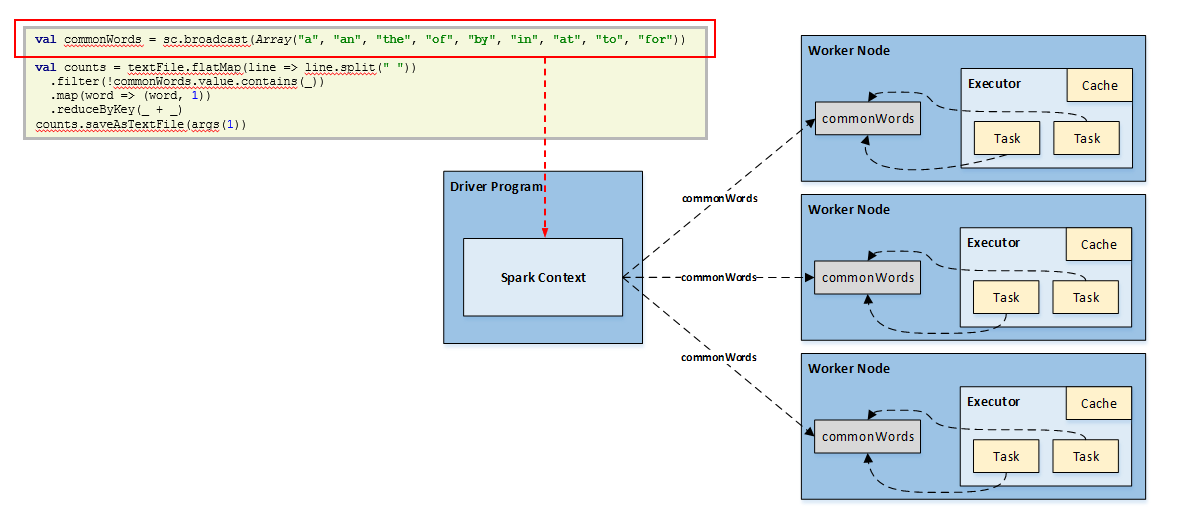 val commonWords = sc.broadcast(Array("a", "an", "the", "of", "by", "in", "at", "to", "for"))
val counts = textFile.flatMap(line => line.split(" "))
.filter(!commonWords.value.contains(_))
.map(word => (word, 1))
.reduceByKey(_ + _)
counts.saveAsTextFile(args(1))
Driver Program
Spark Context
commonWords
commonWords
commonWords
Worker Node
Executor
Cache
commonWords
Task
Task
Worker Node
Executor
Cache
commonWords
Task
Task
Worker Node
Executor
Cache
commonWords
Task
Task